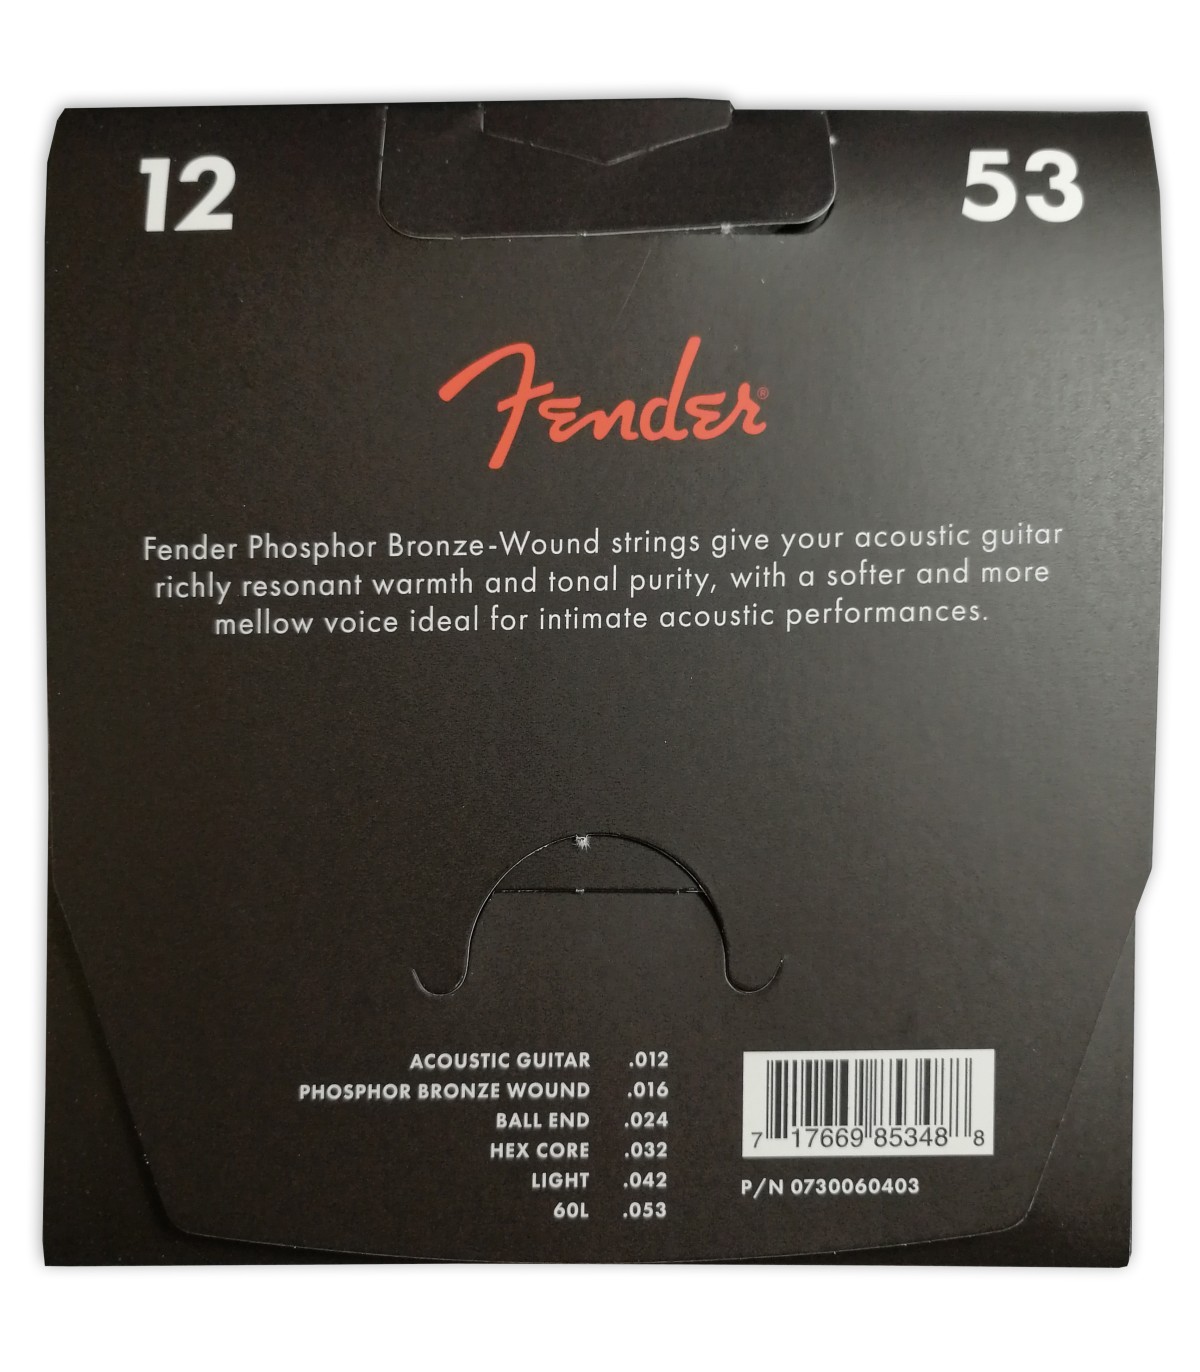 12 53
Fender®
Fender Phosphor Bronze-Wound strings give your acoustic guitar
richly resonant warmth and tonal purity, with a softer and more
mellow voice ideal for intimate acoustic performances.
ACOUSTIC GUITAR .012
PHOSPHOR BRONZE WOUND .016
BALL END .024
HEX CORE .032
LIGHT .042
60L .053
7 17669 85348 8
P/N 0730060403